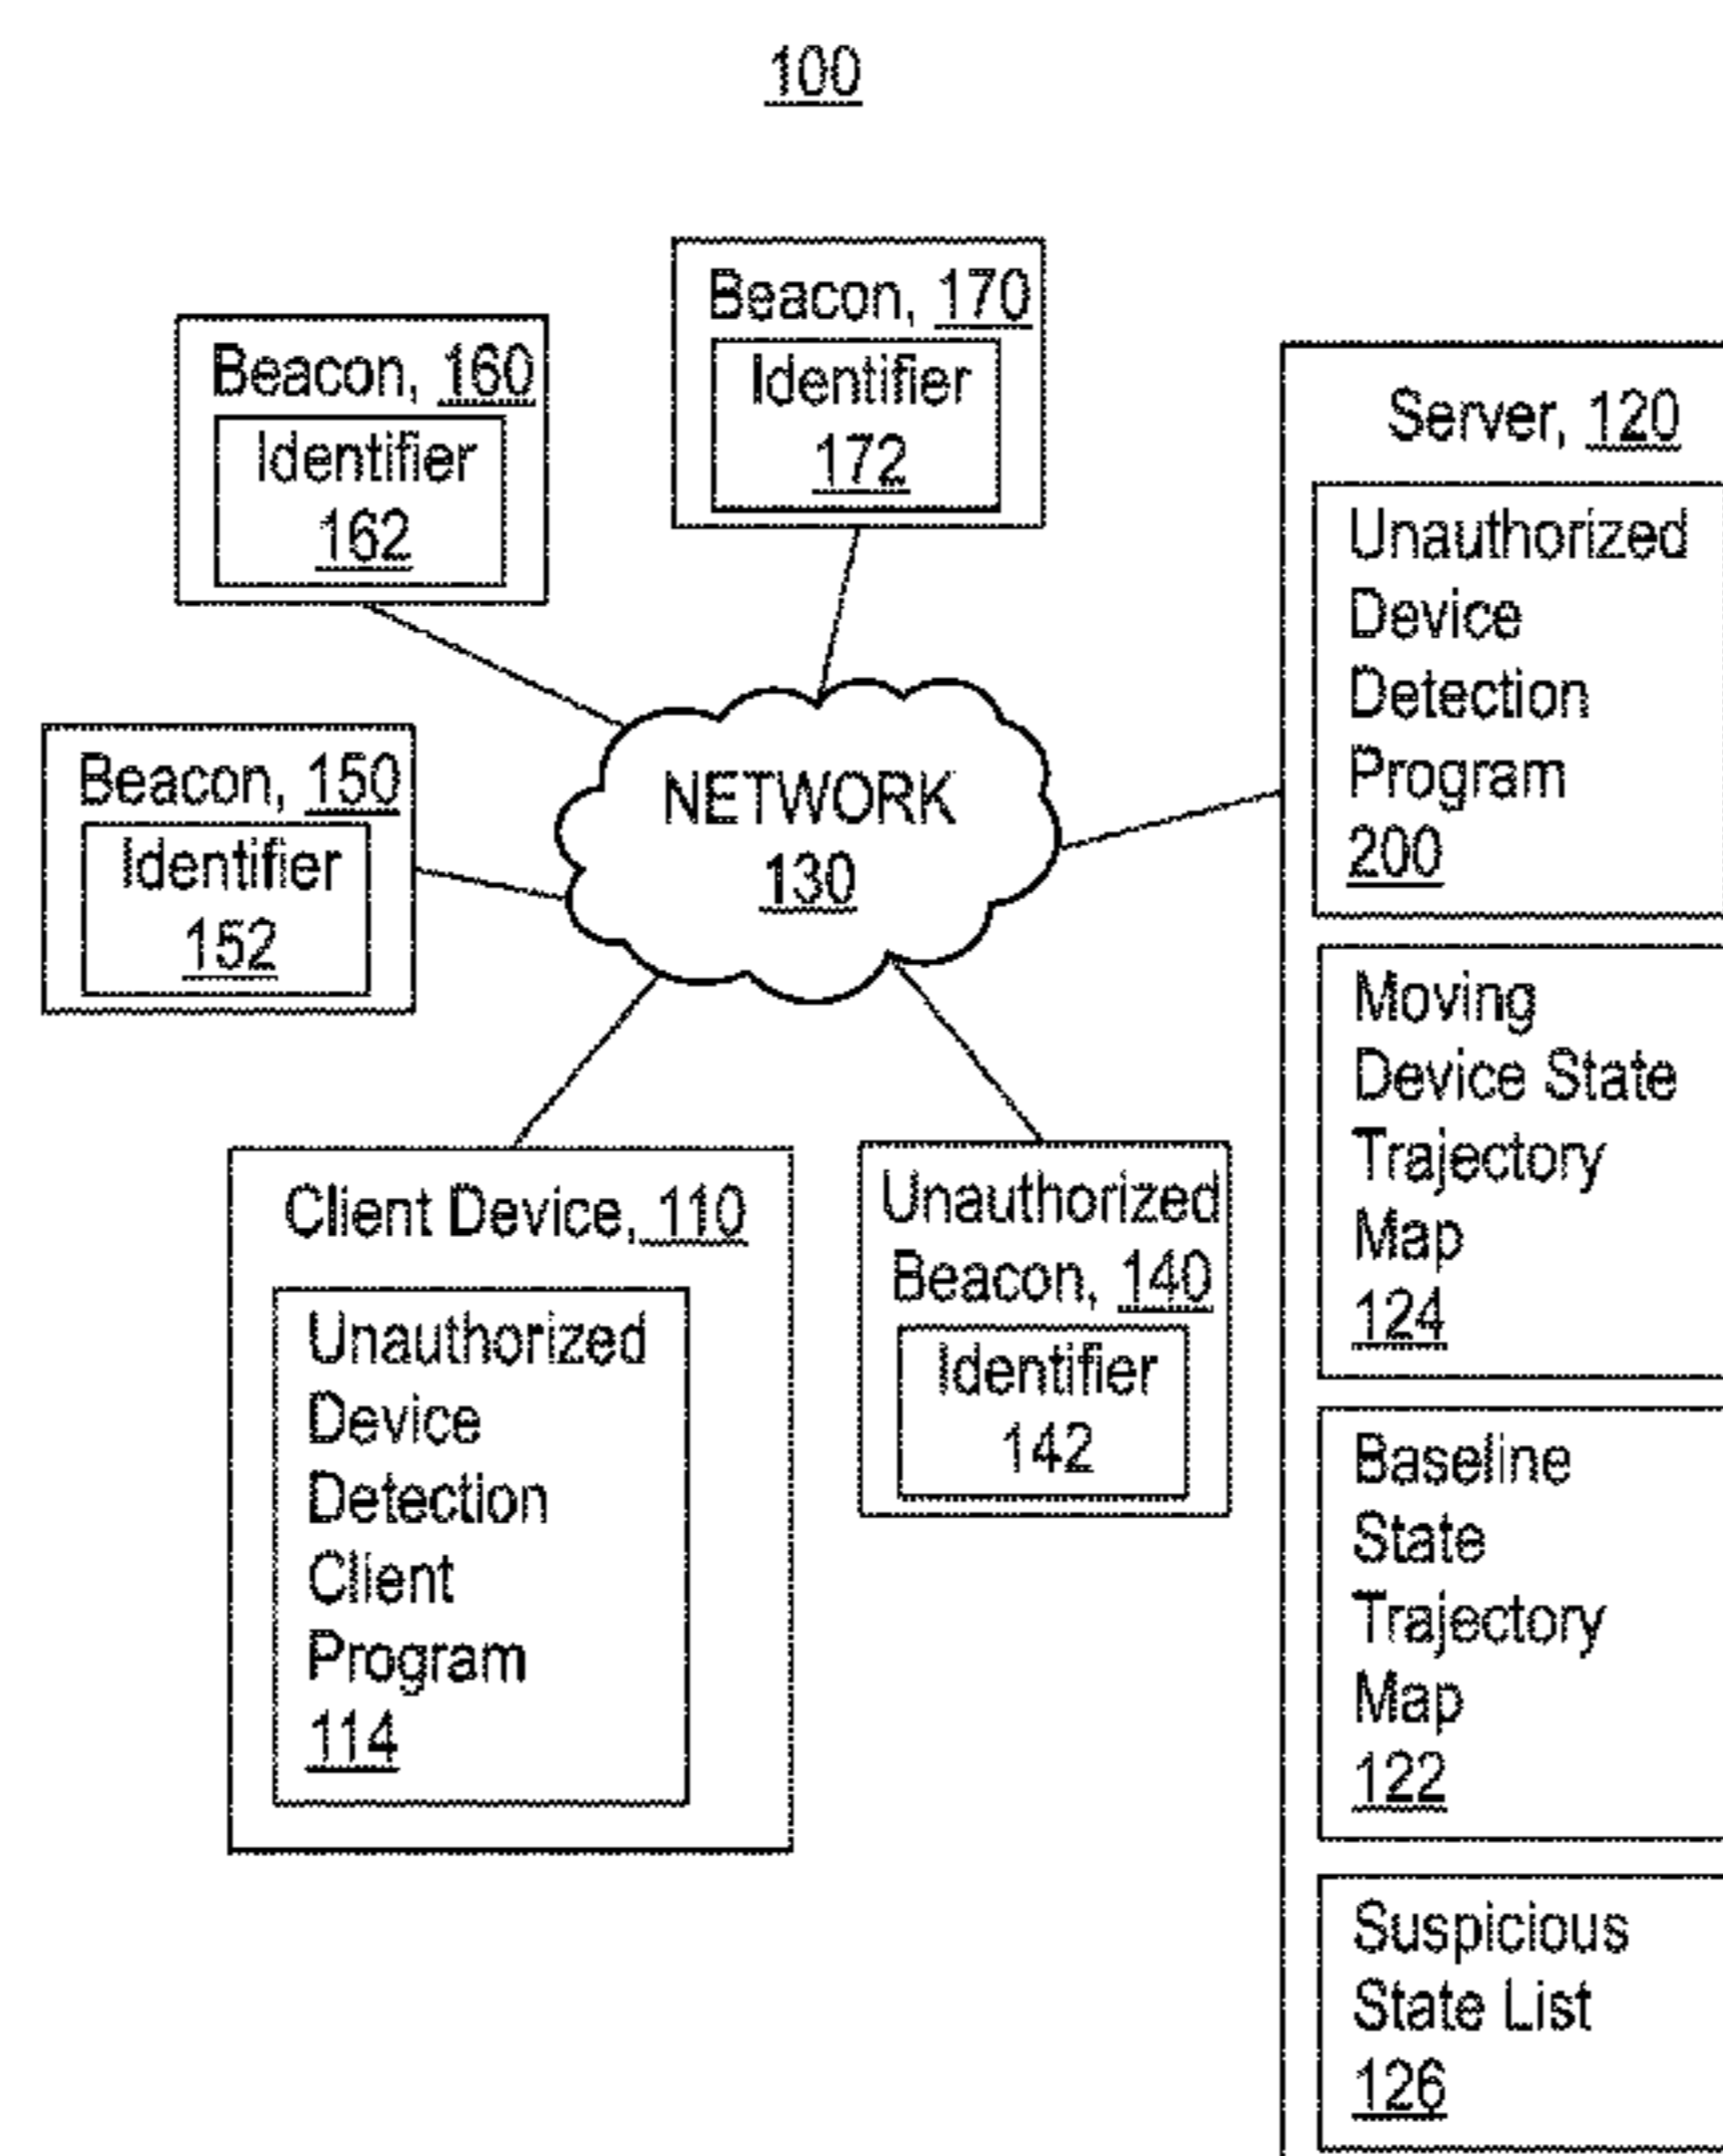 100
Beacon, 170
Identifier
172
Beacon, 160
Identifier
162
Beacon, 150
Identifier
152
NETWORK
130
Client Device, 110
Unauthorized
Device
Detection
Client
Program
114
Unauthorized
Beacon, 140
Identifier
142
Server, 120
Unauthorized
Device
Detection
Program
200
Moving
Device State
Trajectory
Map
124
Baseline
State
Trajectory
Map
122
Suspicious
State List
126